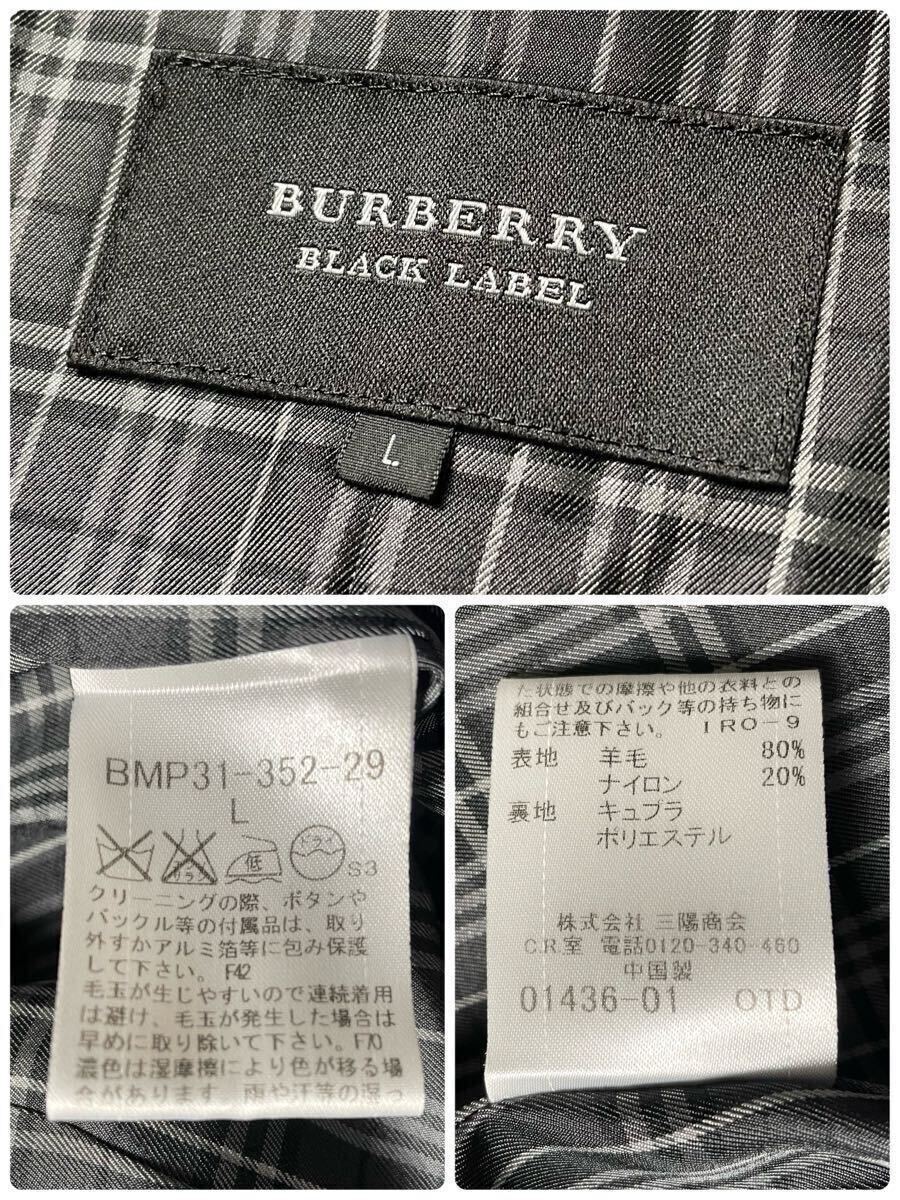 BURBERRY
BLACK LABEL
L
BMP31-352-29
L
エンソ
サラシ
低
ドライ
S3
クリーニングの際、ボタンや
バックル等の付属品は、取り
外すかアルミ箔等に包み保護
して下さい。F42
毛玉が生じやすいので連続着用
は避け、毛玉が発生した場合は
早めに取り除いて下さい。F70
濃色は湿摩擦により色が移る場
合があります。雨や汗等の湿っ
た状態での摩擦や他の衣料との
組合せ及びバック等の持ち物に
もご注意下さい。 IRO-9
表地 羊毛 80%
ナイロン 20%
裏地 キュプラ
ポリエステル
株式会社 三陽商会
C.R.室 電話0120-340-460
中国製
01436-01 OTD